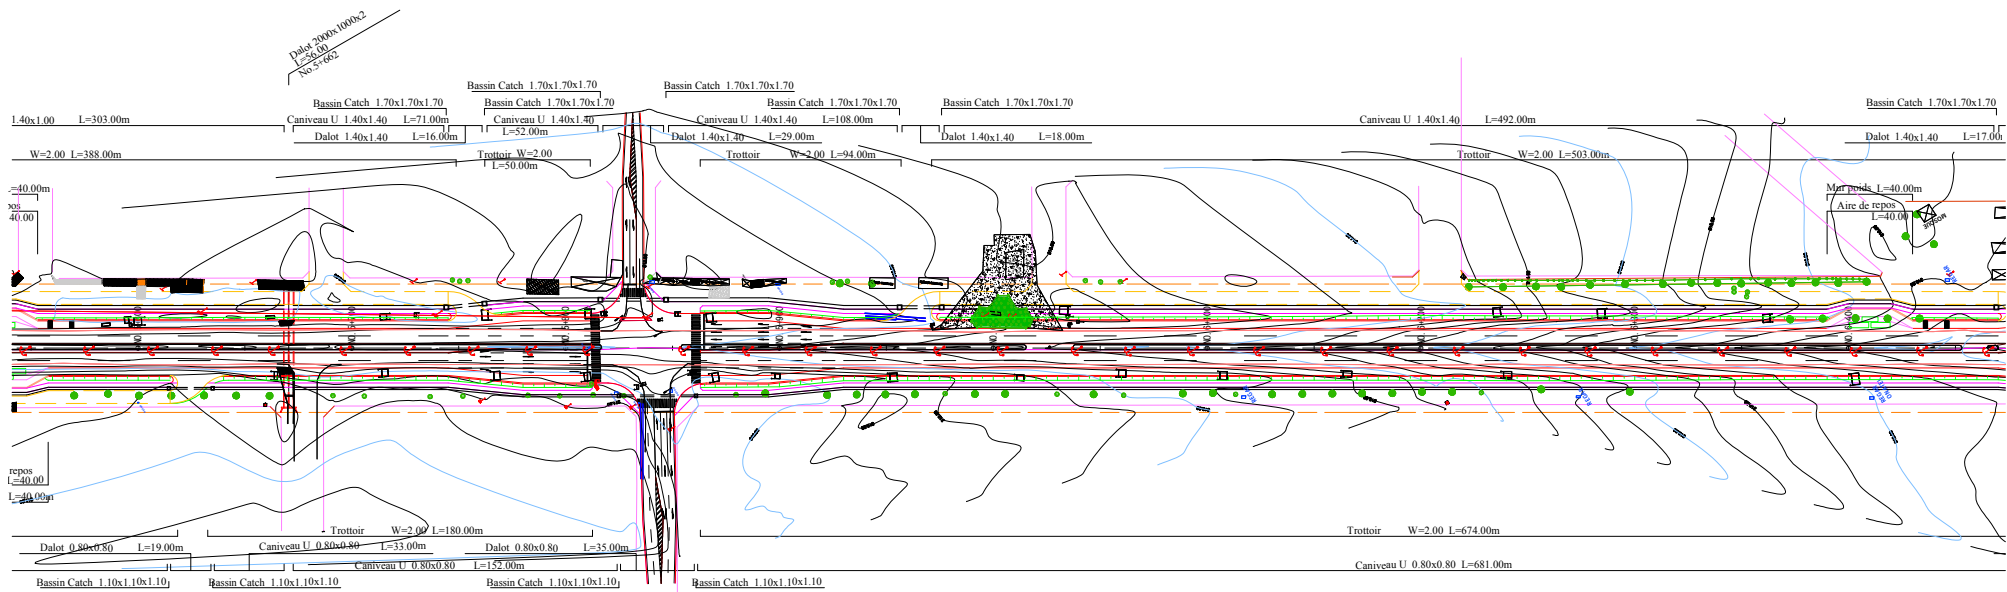 Dalot 2000x1000x2
L=56.00
No.5+662
Bassin Catch 1.70x1.70x1.70
Bassin Catch 1.70x1.70x1.70
Bassin Catch 1.70x1.70x1.70
Bassin Catch 1.70x1.70x1.70
Bassin Catch 1.70x1.70x1.70
Bassin Catch 1.70x1.70x1.70
Bassin Catch 1.70x1.70x1.70
1.40x1.00 L=303.00m
Caniveau U 1.40x1.40 L=71.00m
Caniveau U 1.40x1.40
L=52.00m
Caniveau U 1.40x1.40 L=108.00m
Caniveau U 1.40x1.40 L=492.00m
Dalot 1.40x1.40 L=16.00m
Dalot 1.40x1.40 L=29.00m
Dalot 1.40x1.40 L=18.00m
Dalot 1.40x1.40 L=17.00
W=2.00 L=388.00m
Trottoir W=2.00
L=50.00m
Trottoir W=2.00 L=94.00m
Trottoir W=2.00 L=503.00m
L=40.00m
pos
40.00
Mur poids L=40.00m
Aire de repos
L=40.00
repos
L=40.00
L=40.00m
Trottoir W=2.00 L=180.00m
Trottoir W=2.00 L=674.00m
Dalot 0.80x0.80 L=19.00m
Caniveau U 0.80x0.80 L=33.00m
Dalot 0.80x0.80 L=35.00m
Caniveau U 0.80x0.80 L=152.00m
Caniveau U 0.80x0.80 L=681.00m
Bassin Catch 1.10x1.10x1.10
Bassin Catch 1.10x1.10x1.10
Bassin Catch 1.10x1.10x1.10
Bassin Catch 1.10x1.10x1.10